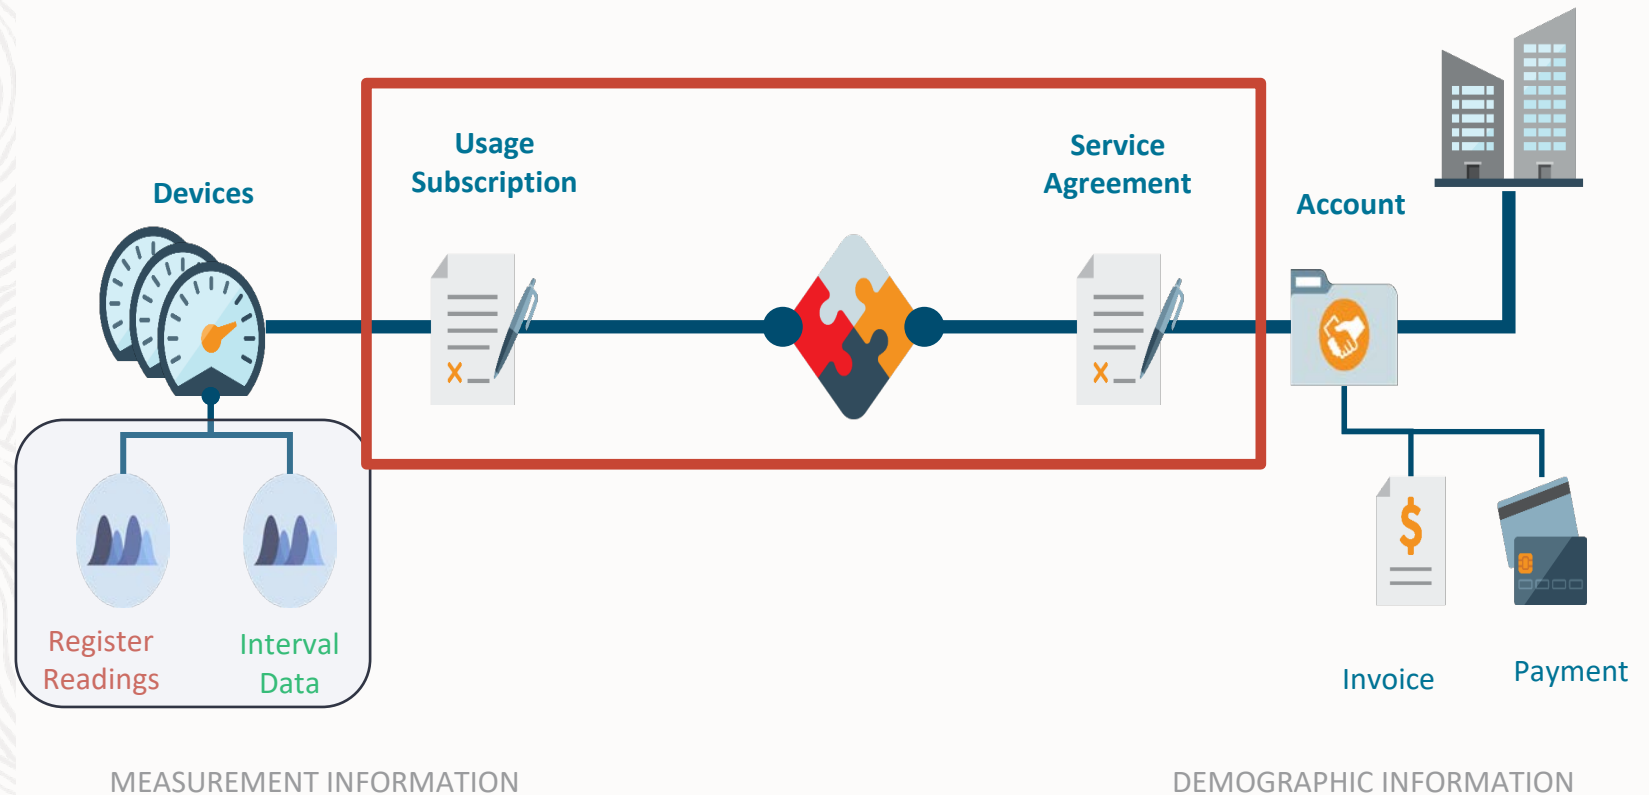 Usage
Subscription
Service
Agreement
Devices
Account
Register
Readings
Interval
Data
Invoice
Payment
MEASUREMENT INFORMATION
DEMOGRAPHIC INFORMATION